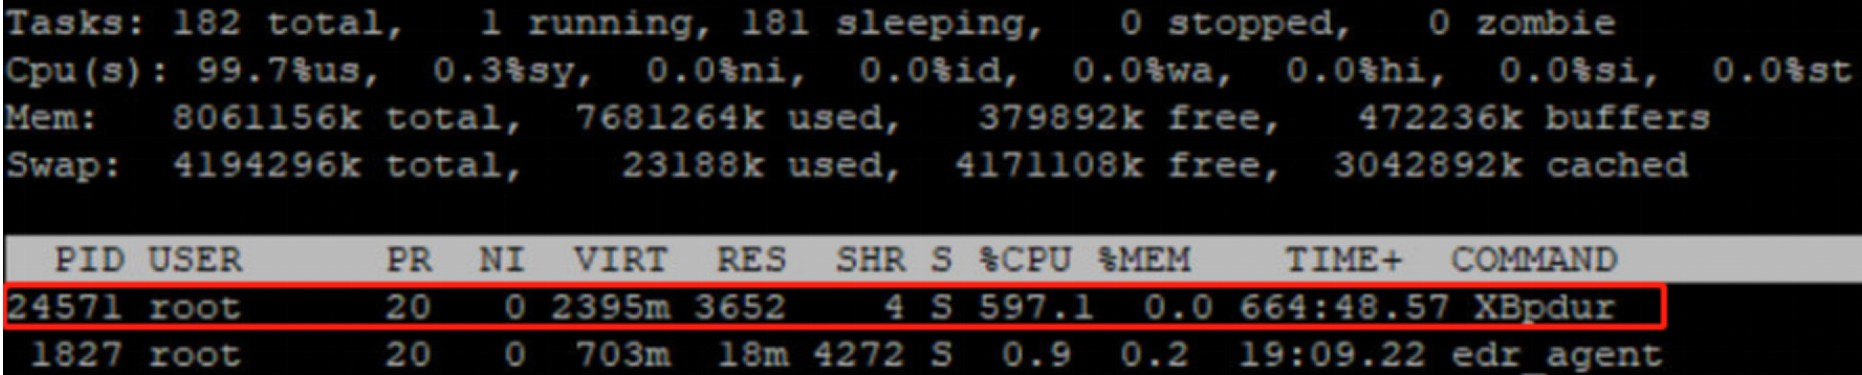 Tasks: 182 total,   1 running, 181 sleeping,   0 stopped,   0 zombie
Cpu(s): 99.7%us,  0.3%sy,  0.0%ni,  0.0%id,  0.0%wa,  0.0%hi,  0.0%si,  0.0%st
Mem:   8061156k total,  7681264k used,   379892k free,   472236k buffers
Swap:  4194296k total,    23188k used,  4171108k free,  3042892k cached
PID USER      PR  NI  VIRT  RES  SHR S %CPU %MEM    TIME+  COMMAND
24571 root      20   0 2395m 3652    4 S 597.1  0.0 664:48.57 XBpdur
1827 root      20   0  703m  18m 4272 S  0.9  0.2  19:09.22 edr_agent